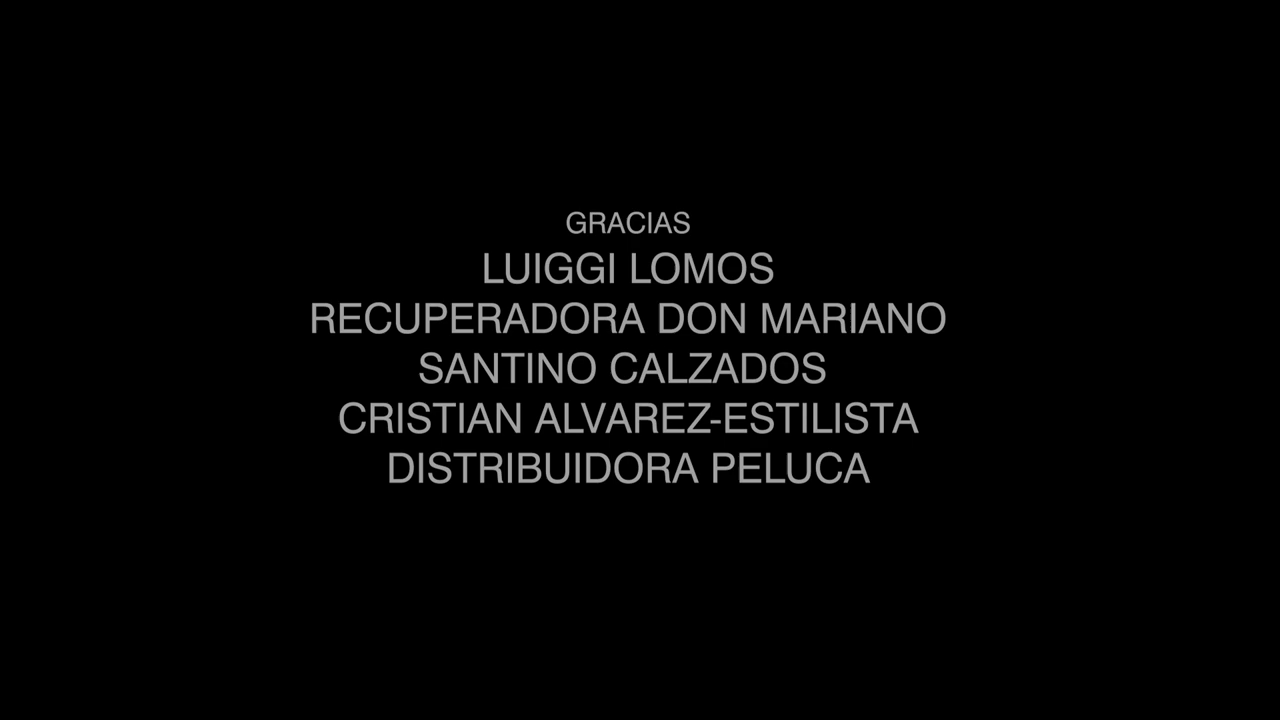 GRACIAS
LUIGGI LOMOS
RECUPERADORA DON MARIANO
SANTINO CALZADOS
CRISTIAN ALVAREZ-ESTILISTA
DISTRIBUIDORA PELUCA